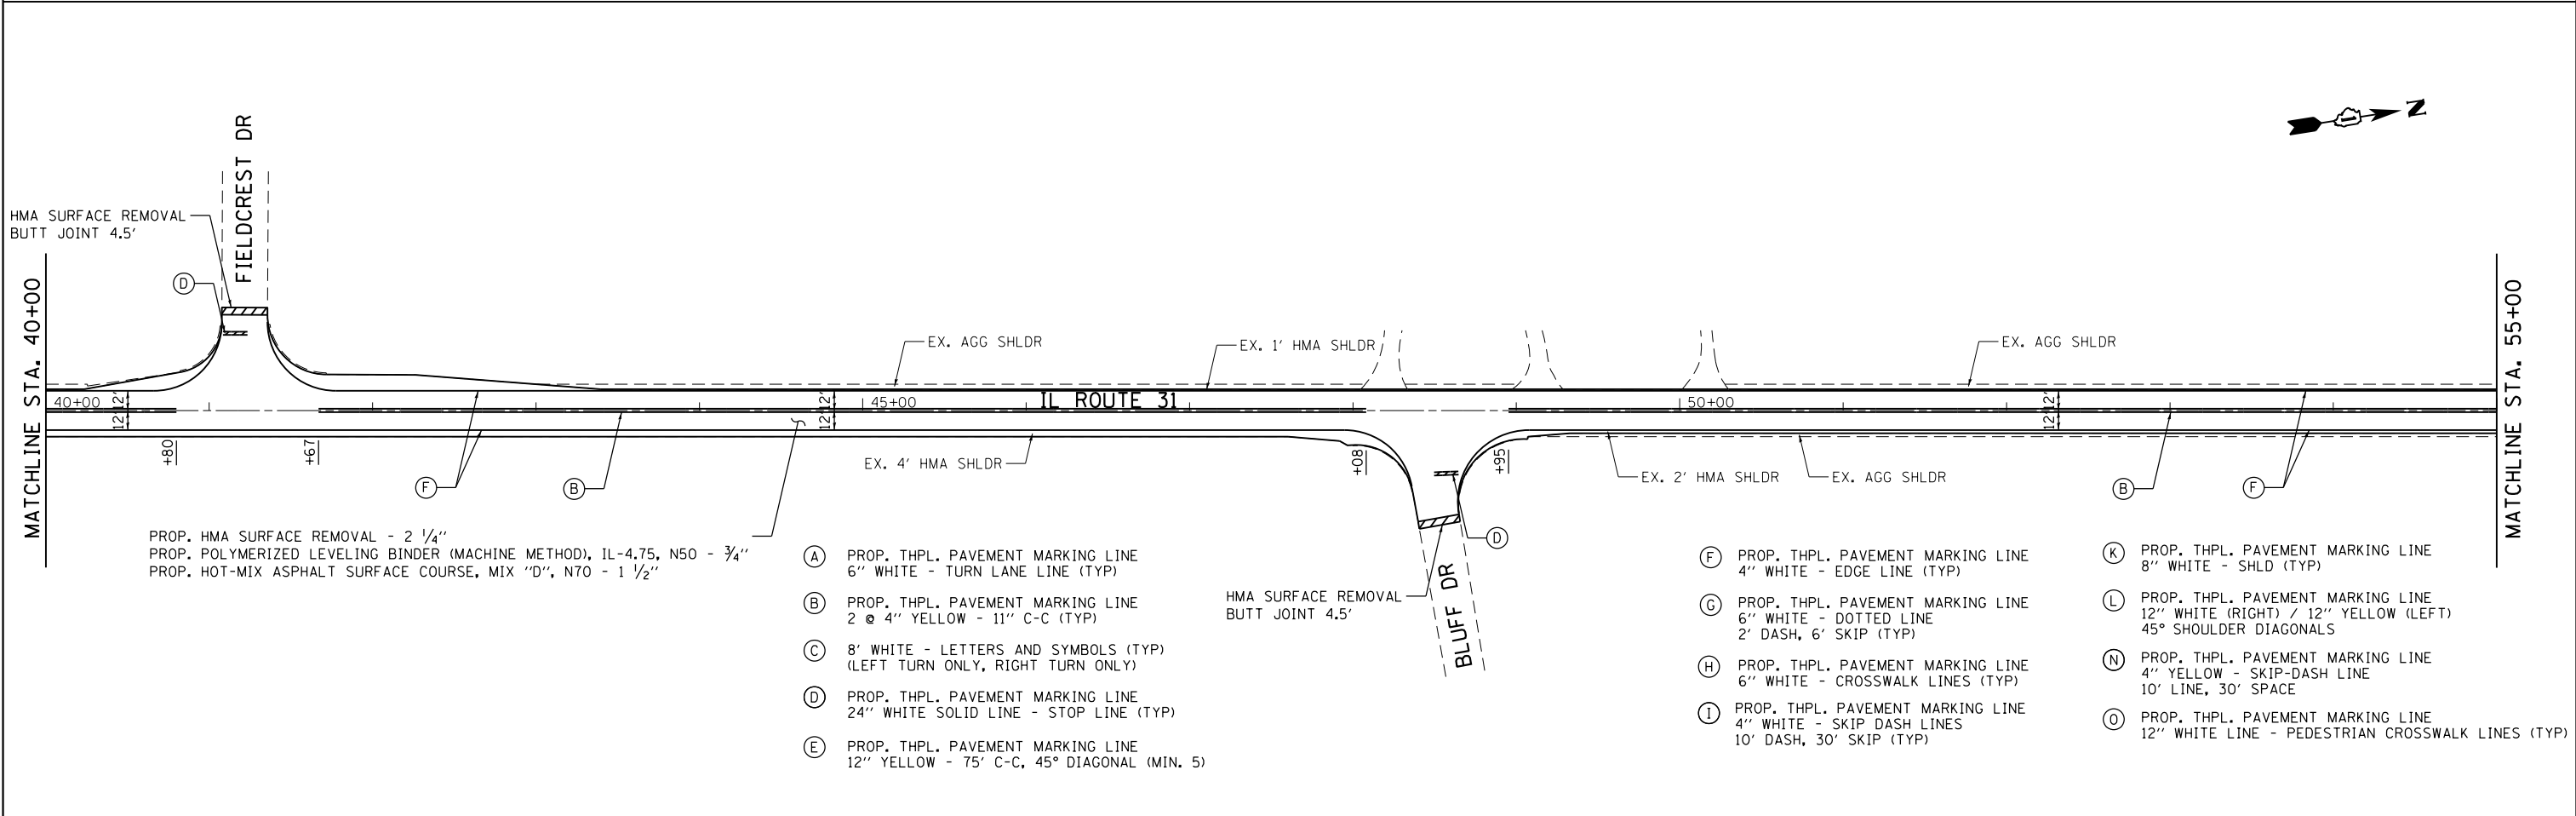 FIELDCREST DR
N
HMA SURFACE REMOVAL
BUTT JOINT 4.5'
D
MATCHLINE STA. 40+00
MATCHLINE STA. 55+00
EX. AGG SHLDR
EX. 1' HMA SHLDR
EX. AGG SHLDR
40+00
12'
12'
45+00
12'
12'
IL ROUTE 31
50+00
12'
12'
+80
+67
+08
+95
EX. 4' HMA SHLDR
EX. 2' HMA SHLDR
EX. AGG SHLDR
F
B
B
F
D
PROP. HMA SURFACE REMOVAL - 2 1/4"
PROP. POLYMERIZED LEVELING BINDER (MACHINE METHOD), IL-4.75, N50 - 3/4"
PROP. HOT-MIX ASPHALT SURFACE COURSE, MIX "D", N70 - 1 1/2"
HMA SURFACE REMOVAL
BUTT JOINT 4.5'
BLUFF DR
A PROP. THPL. PAVEMENT MARKING LINE
6" WHITE - TURN LANE LINE (TYP)
B PROP. THPL. PAVEMENT MARKING LINE
2 @ 4" YELLOW - 11" C-C (TYP)
C 8' WHITE - LETTERS AND SYMBOLS (TYP)
(LEFT TURN ONLY, RIGHT TURN ONLY)
D PROP. THPL. PAVEMENT MARKING LINE
24" WHITE SOLID LINE - STOP LINE (TYP)
E PROP. THPL. PAVEMENT MARKING LINE
12" YELLOW - 75' C-C, 45° DIAGONAL (MIN. 5)
F PROP. THPL. PAVEMENT MARKING LINE
4" WHITE - EDGE LINE (TYP)
G PROP. THPL. PAVEMENT MARKING LINE
6" WHITE - DOTTED LINE
2' DASH, 6' SKIP (TYP)
H PROP. THPL. PAVEMENT MARKING LINE
6" WHITE - CROSSWALK LINES (TYP)
I PROP. THPL. PAVEMENT MARKING LINE
4" WHITE - SKIP DASH LINES
10' DASH, 30' SKIP (TYP)
K PROP. THPL. PAVEMENT MARKING LINE
8" WHITE - SHLD (TYP)
L PROP. THPL. PAVEMENT MARKING LINE
12" WHITE (RIGHT) / 12" YELLOW (LEFT)
45° SHOULDER DIAGONALS
N PROP. THPL. PAVEMENT MARKING LINE
4" YELLOW - SKIP-DASH LINE
10' LINE, 30' SPACE
O PROP. THPL. PAVEMENT MARKING LINE
12" WHITE LINE - PEDESTRIAN CROSSWALK LINES (TYP)